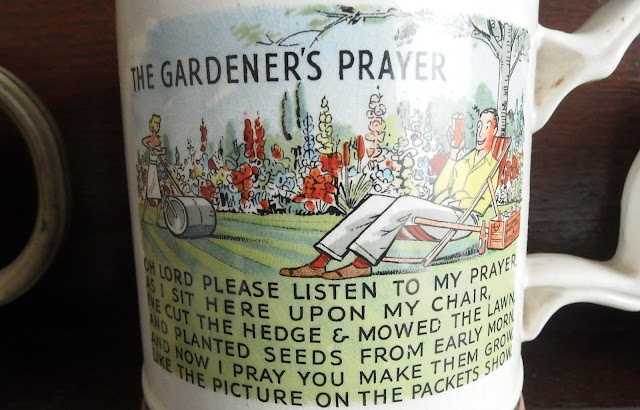 THE GARDENER'S PRAYER
OH LORD PLEASE LISTEN TO MY PRAYER,
AS I SIT HERE UPON MY CHAIR,
I'VE CUT THE HEDGE & MOWED THE LAWN
AND PLANTED SEEDS FROM EARLY MORN,
AND NOW I PRAY YOU MAKE THEM GROW
LIKE THE PICTURE ON THE PACKETS SHOW.